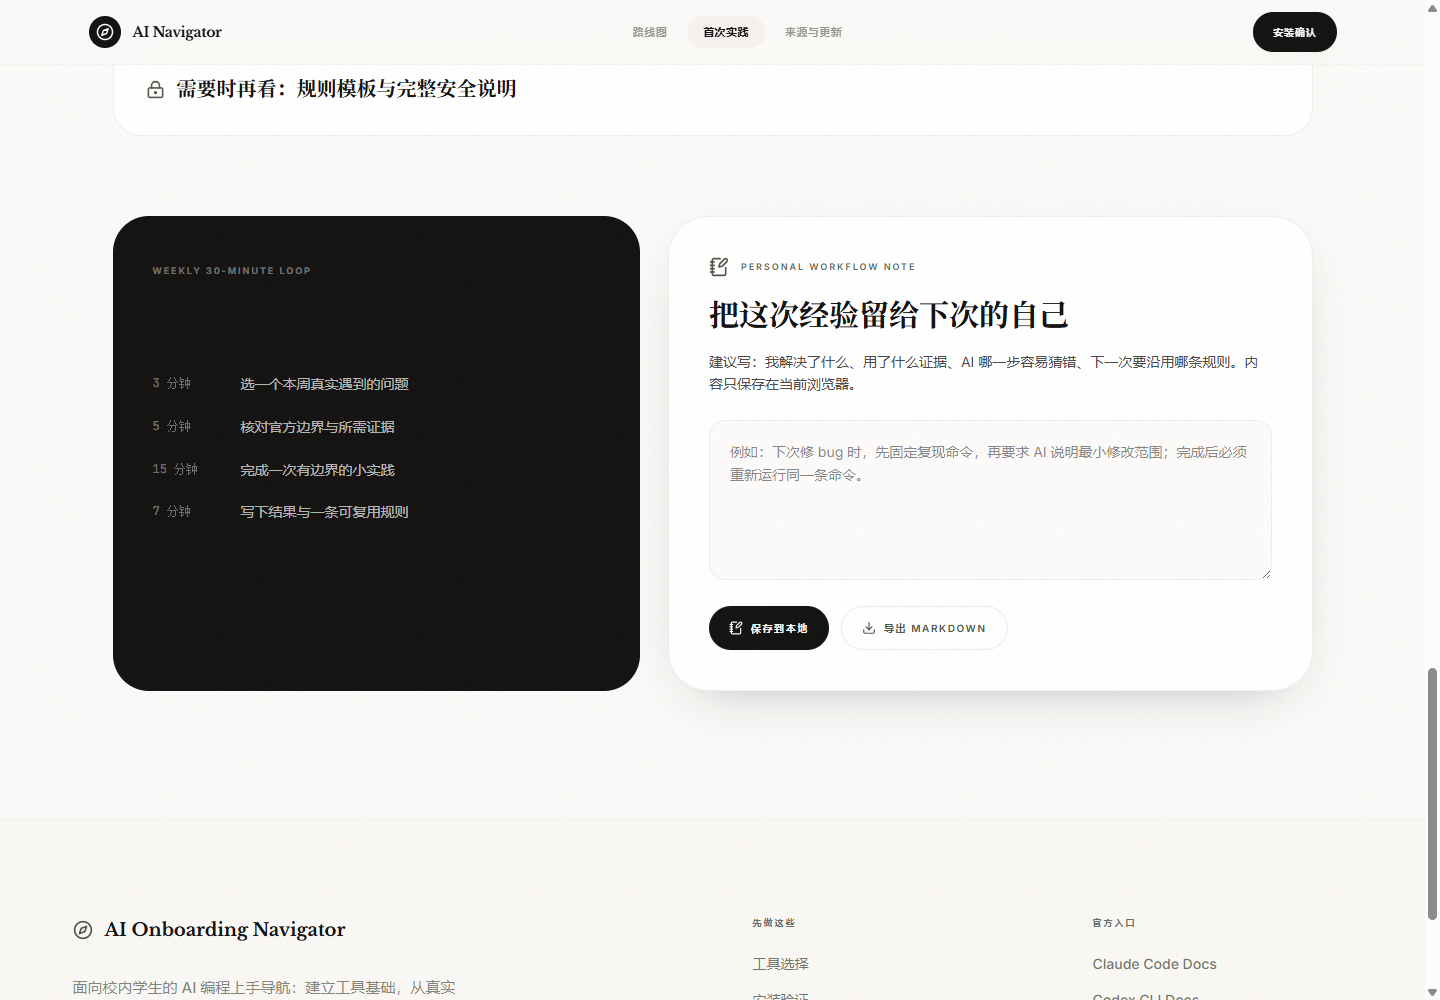 AI Navigator
路线图
首次实践
来源与更新
安装确认
需要时再看：规则模板与完整安全说明
WEEKLY 30-MINUTE LOOP
3 分钟 选一个本周真实遇到的问题
5 分钟 核对官方边界与所需证据
15 分钟 完成一次有边界的小实践
7 分钟 写下结果与一条可复用规则
PERSONAL WORKFLOW NOTE
把这次经验留给下次的自己
建议写：我解决了什么、用了什么证据、AI 哪一步容易猜错、下一次要沿用哪条规则。内
容只保存在当前浏览器。
例如：下次修 bug 时，先固定复现命令，再要求 AI 说明最小修改范围；完成后必须
重新运行同一条命令。
保存到本地
导出 MARKDOWN
AI Onboarding Navigator
面向校内学生的 AI 编程上手导航：建立工具基础，从真实
先做这些
工具选择
安装验证
官方入口
Claude Code Docs
Codex CLI Docs